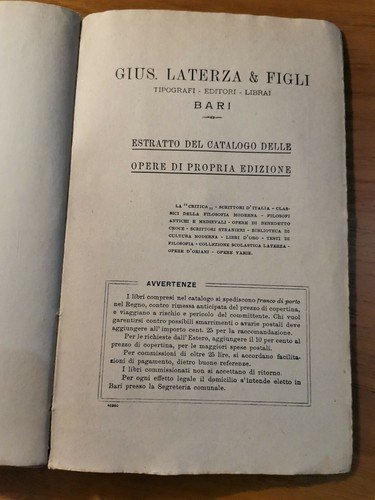 GIUS. LATERZA & FIGLI
TIPOGRAFI - EDITORI - LIBRAI
BARI
ESTRATTO DEL CATALOGO DELLE
OPERE DI PROPRIA EDIZIONE
LA "CRITICA„ - SCRITTORI D'ITALIA - CLAS-
SICI DELLA FILOSOFIA MODERNA - FILOSOFI
ANTICHI E MEDIEVALI - OPERE DI BENEDETTO
CROCE - SCRITTORI STRANIERI - BIBLIOTECA DI
CULTURA MODERNA - LIBRI D'ORO - TESTI DI
FILOSOFIA - COLLEZIONE SCOLASTICA LATERZA -
OPERE D'ORIANI - OPERE VARIE.
AVVERTENZE
I libri compresi nel catalogo si spediscono franco di porto
nel Regno, contro rimessa anticipata del prezzo di copertina,
e viaggiano a rischio e pericolo del committente. Chi vuol
garentirsi contro possibili smarrimenti o avarie postali deve
aggiungere all'importo cent. 25 per la raccomandazione.
Per le richieste dall'Estero, aggiungere il 10 per cento al
prezzo di copertina, per le maggiori spese postali.
Per commissioni di oltre 25 lire, si accordano facilita-
zioni di pagamento, dietro buone referenze.
I libri commissionati non si accettano di ritorno.
Per ogni effetto legale il domicilio s'intende eletto in
Bari presso la Segreteria comunale.